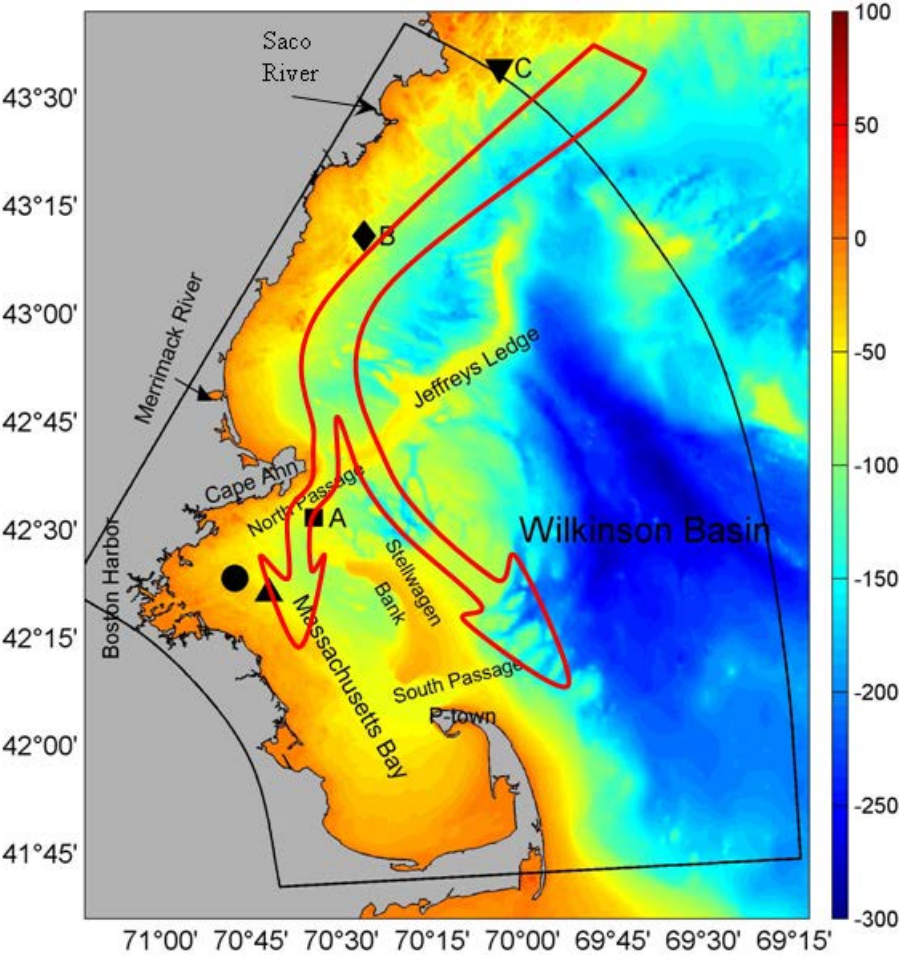 Saco
River
C
B
Merrimack River
Jeffreys Ledge
Cape Ann
North Passage
A
Wilkinson Basin
Boston Harbor
Stellwagen
Bank
Massachusetts Bay
South Passage
P-town
43°30'
43°15'
43°00'
42°45'
42°30'
42°15'
42°00'
41°45'
71°00'
70°45'
70°30'
70°15'
70°00'
69°45'
69°30'
69°15'
100
50
0
-50
-100
-150
-200
-250
-300